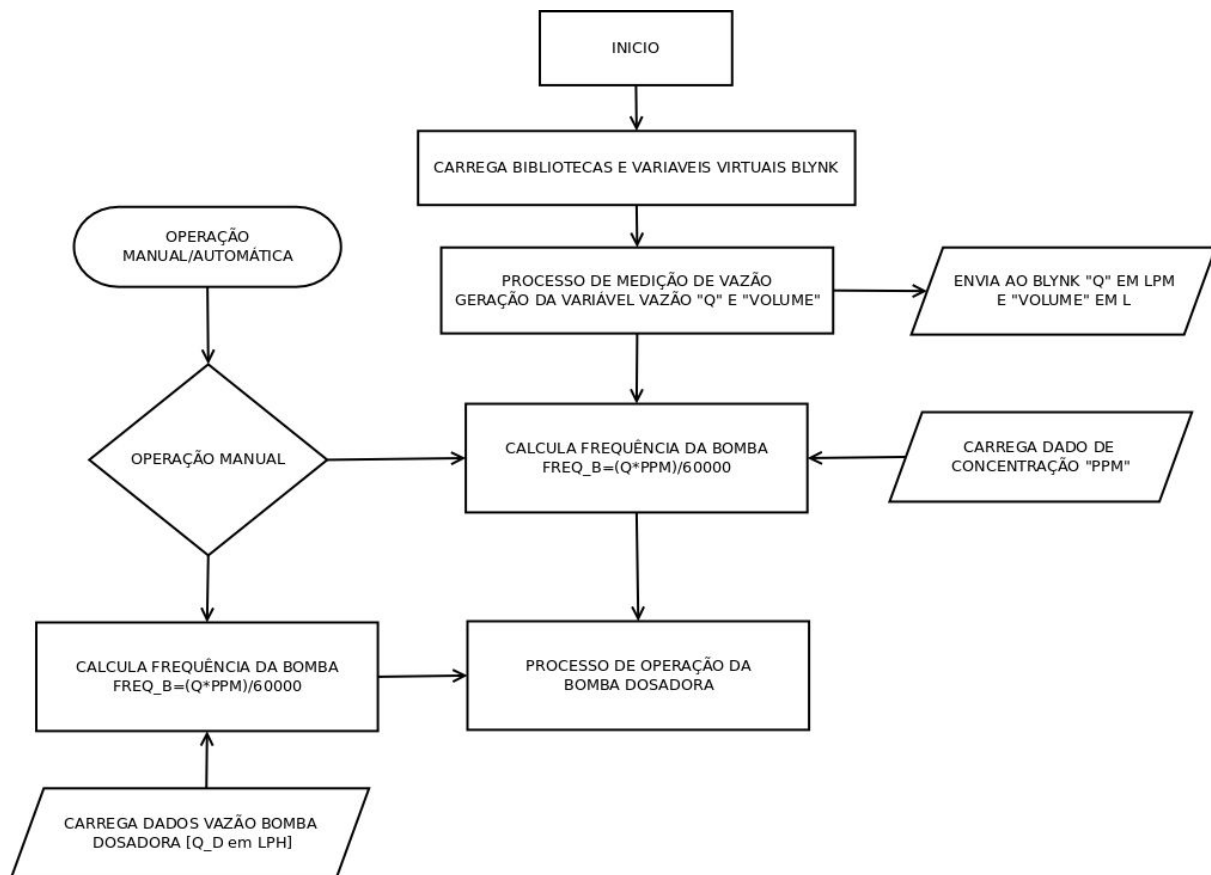 INICIO
CARREGA BIBLIOTECAS E VARIAVEIS VIRTUAIS BLYNK
OPERAÇÃO
MANUAL/AUTOMÁTICA
PROCESSO DE MEDIÇÃO DE VAZÃO
GERAÇÃO DA VARIÁVEL VAZÃO "Q" E "VOLUME"
ENVIA AO BLYNK "Q" EM LPM
E "VOLUME" EM L
OPERAÇÃO MANUAL
CALCULA FREQUÊNCIA DA BOMBA
FREQ_B=(Q*PPM)/60000
CARREGA DADO DE
CONCENTRAÇÃO "PPM"
CALCULA FREQUÊNCIA DA BOMBA
FREQ_B=(Q*PPM)/60000
PROCESSO DE OPERAÇÃO DA
BOMBA DOSADORA
CARREGA DADOS VAZÃO BOMBA
DOSADORA [Q_D em LPH]